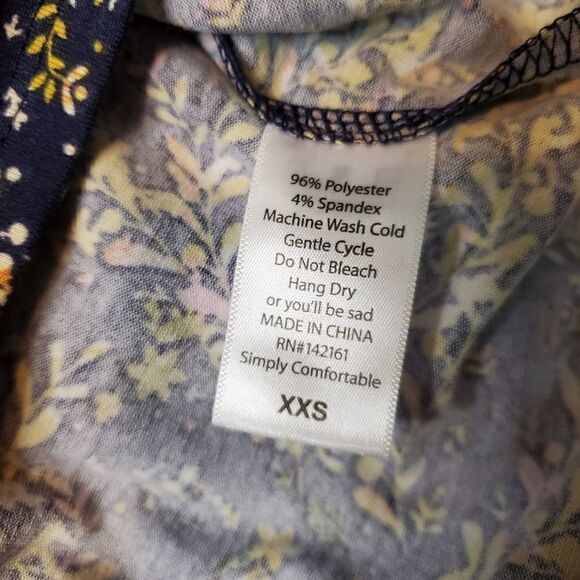 96% Polyester
4% Spandex
Machine Wash Cold
Gentle Cycle
Do Not Bleach
Hang Dry
or you'll be sad
MADE IN CHINA
RN#142161
Simply Comfortable
XXS